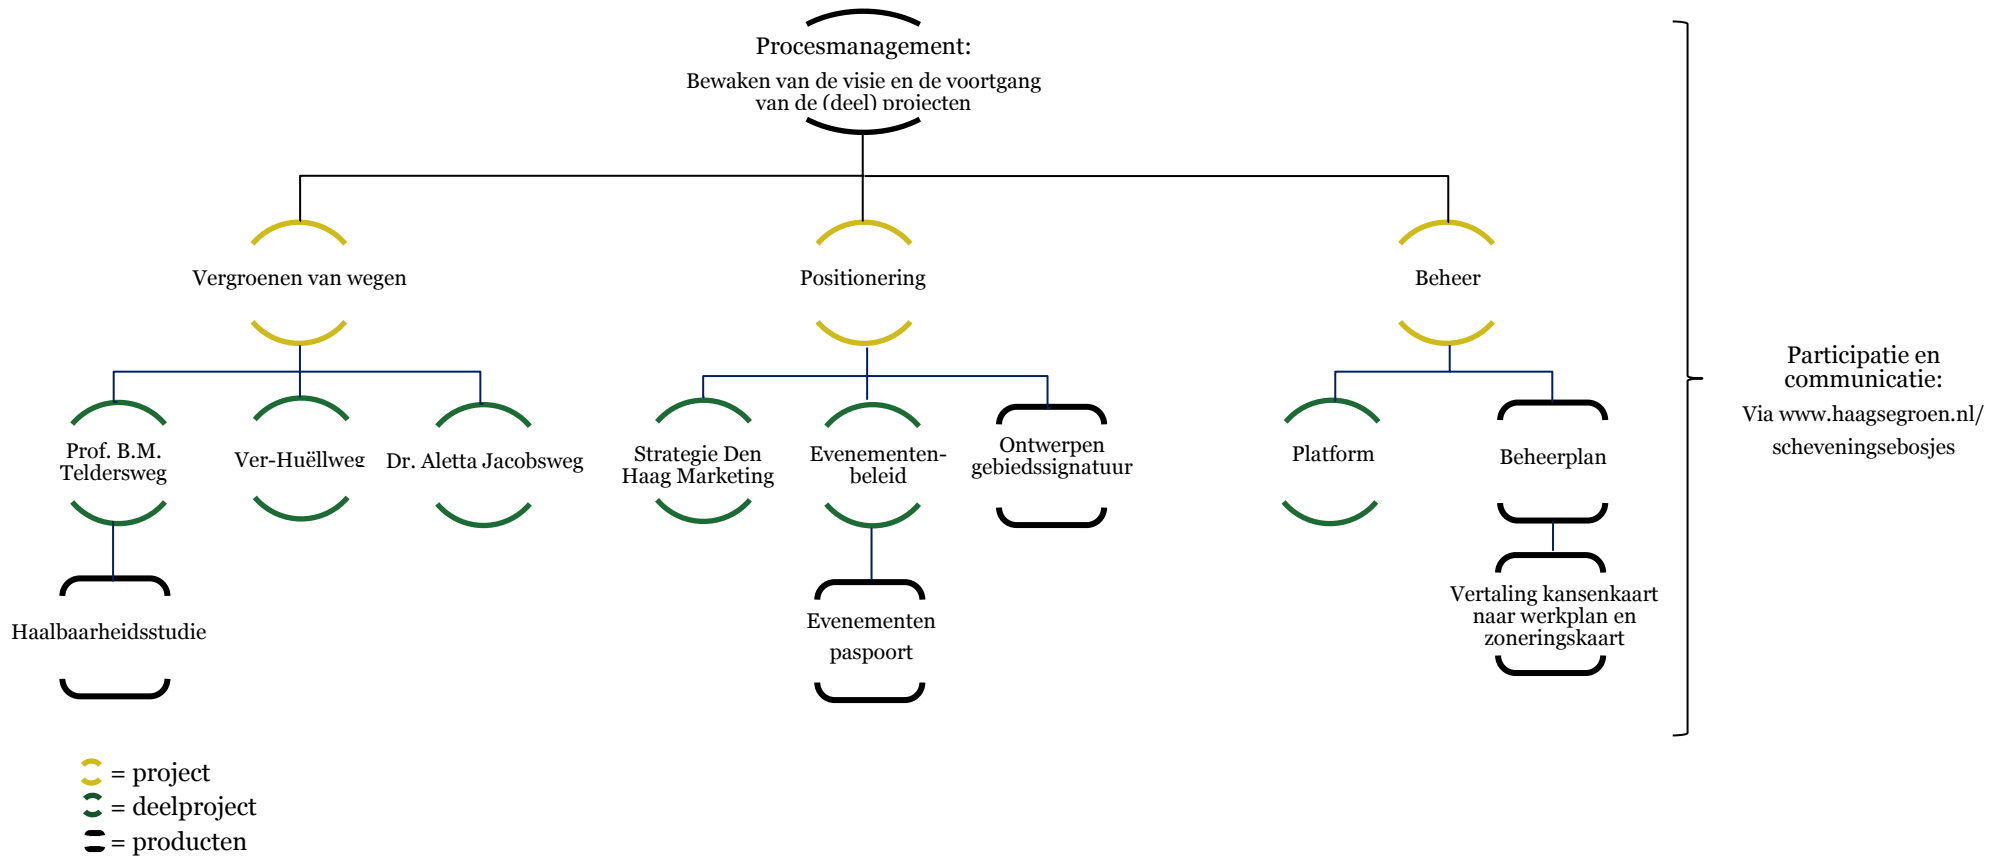 Procesmanagement:
Bewaken van de visie en de voortgang
van de (deel) projecten
Vergroenen van wegen
Positionering
Beheer
Prof. B.M.
Teldersweg
Ver-Huëllweg
Dr. Aletta Jacobsweg
Strategie Den
Haag Marketing
Evenementen-
beleid
Ontwerpen
gebiedssignatuur
Platform
Beheerplan
Haalbaarheidsstudie
Evenementen
paspoort
Vertaling kansenkaart
naar werkplan en
zoneringskaart
Participatie en
communicatie:
Via www.haagsegroen.nl/
scheveningsebosjes
= project
= deelproject
= producten